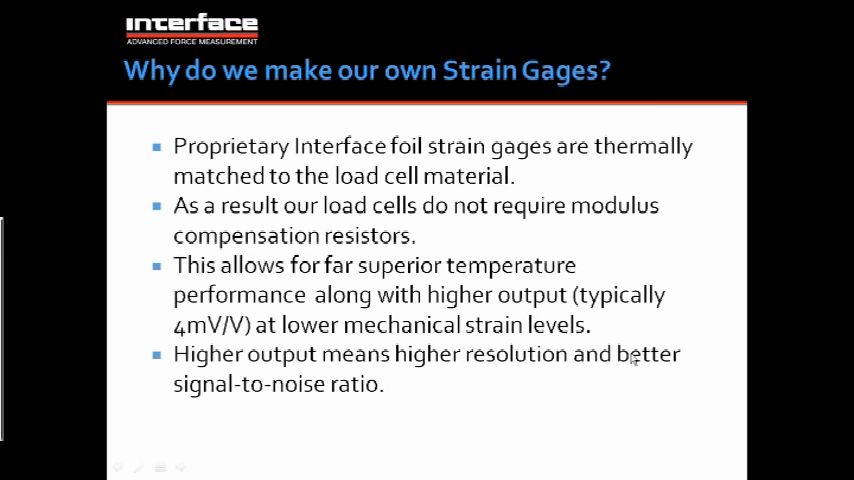 interface
ADVANCED FORCE MEASUREMENT
Why do we make our own Strain Gages?
Proprietary Interface foil strain gages are thermally
matched to the load cell material.
As a result our load cells do not require modulus
compensation resistors.
This allows for far superior temperature
performance along with higher output (typically
4mV/V) at lower mechanical strain levels.
Higher output means higher resolution and better
signal-to-noise ratio.